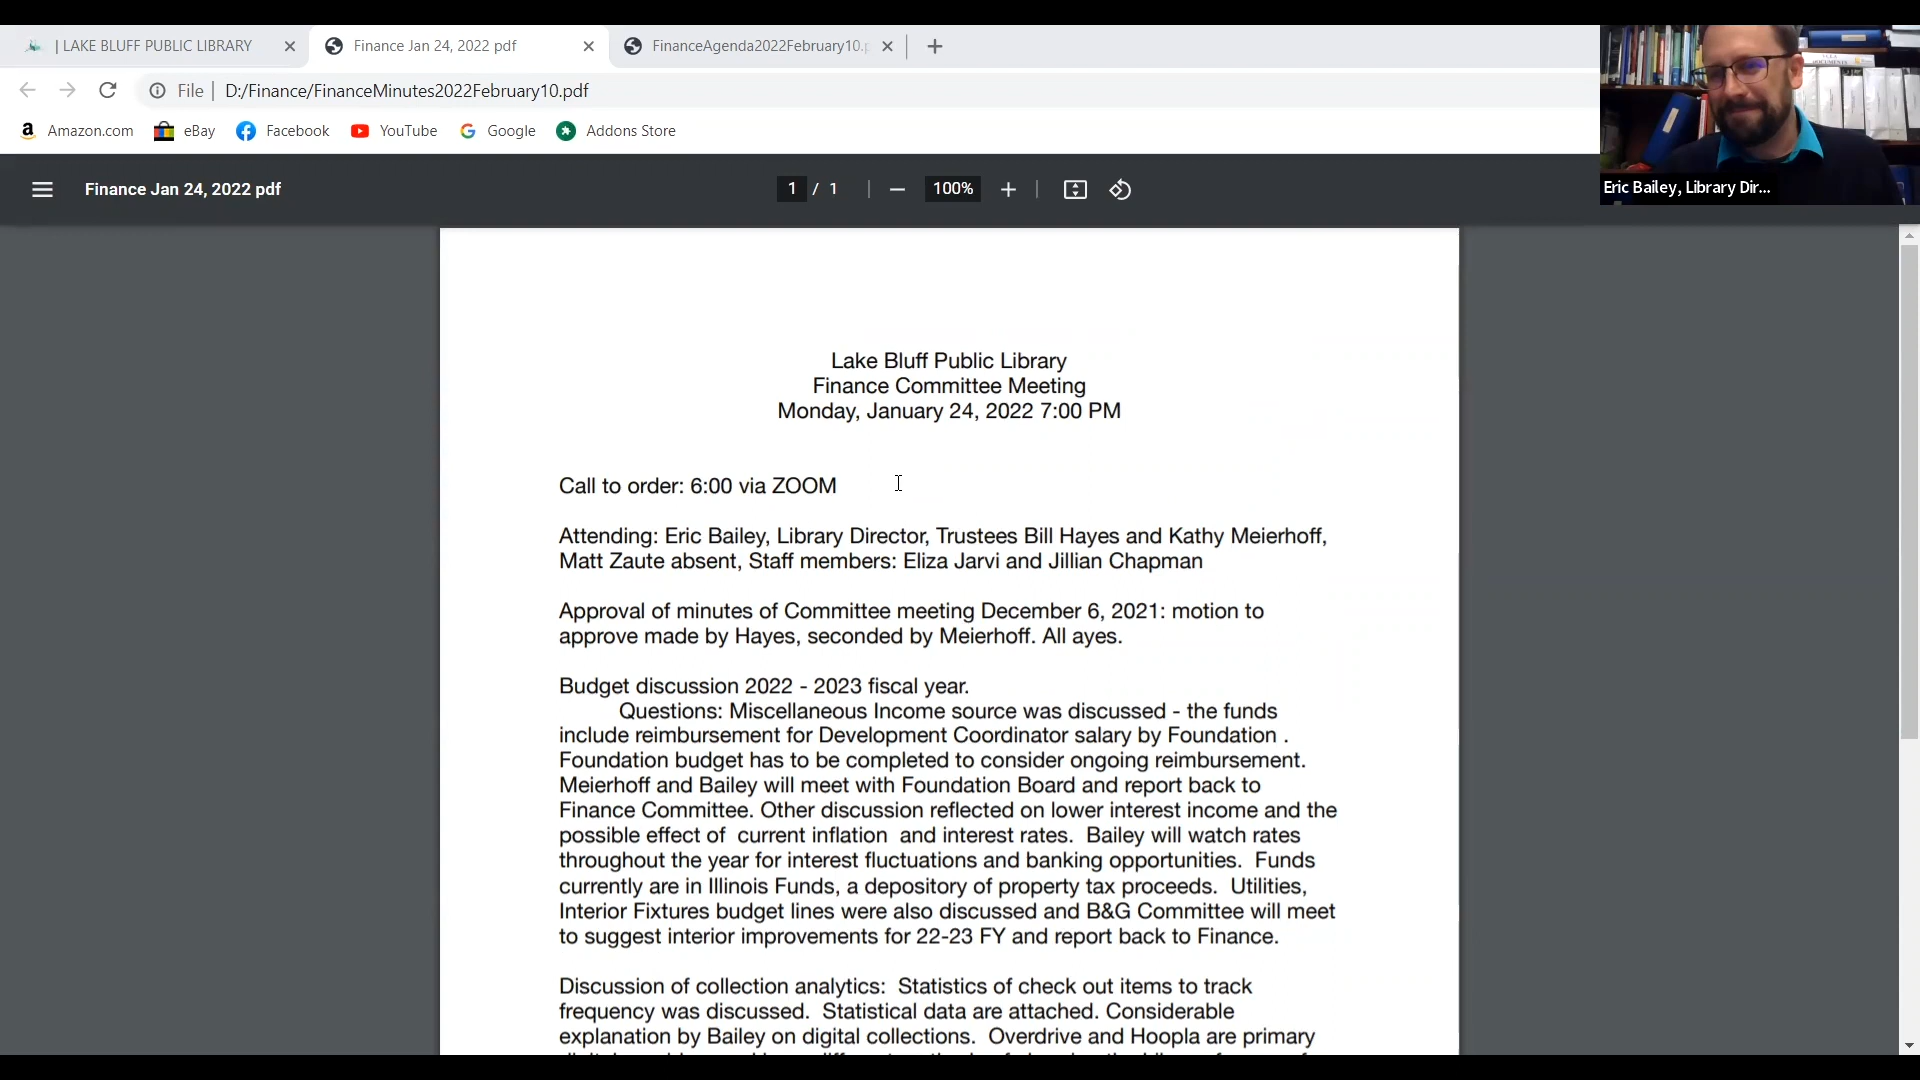 | LAKE BLUFF PUBLIC LIBRARY
Finance Jan 24, 2022 pdf
FinanceAgenda2022February10.p
File | D:/Finance/FinanceMinutes2022February10.pdf
Amazon.com eBay Facebook YouTube Google Addons Store
Eric Bailey, Library Dir...
Finance Jan 24, 2022 pdf
1 / 1
100%
Lake Bluff Public Library
Finance Committee Meeting
Monday, January 24, 2022 7:00 PM
Call to order: 6:00 via ZOOM
Attending: Eric Bailey, Library Director, Trustees Bill Hayes and Kathy Meierhoff,
Matt Zaute absent, Staff members: Eliza Jarvi and Jillian Chapman
Approval of minutes of Committee meeting December 6, 2021: motion to
approve made by Hayes, seconded by Meierhoff. All ayes.
Budget discussion 2022 - 2023 fiscal year.
Questions: Miscellaneous Income source was discussed - the funds
include reimbursement for Development Coordinator salary by Foundation .
Foundation budget has to be completed to consider ongoing reimbursement.
Meierhoff and Bailey will meet with Foundation Board and report back to
Finance Committee. Other discussion reflected on lower interest income and the
possible effect of  current inflation  and interest rates.  Bailey will watch rates
throughout the year for interest fluctuations and banking opportunities.  Funds
currently are in Illinois Funds, a depository of property tax proceeds.  Utilities,
Interior Fixtures budget lines were also discussed and B&G Committee will meet
to suggest interior improvements for 22-23 FY and report back to Finance.
Discussion of collection analytics:  Statistics of check out items to track
frequency was discussed.  Statistical data are attached. Considerable
explanation by Bailey on digital collections.  Overdrive and Hoopla are primary